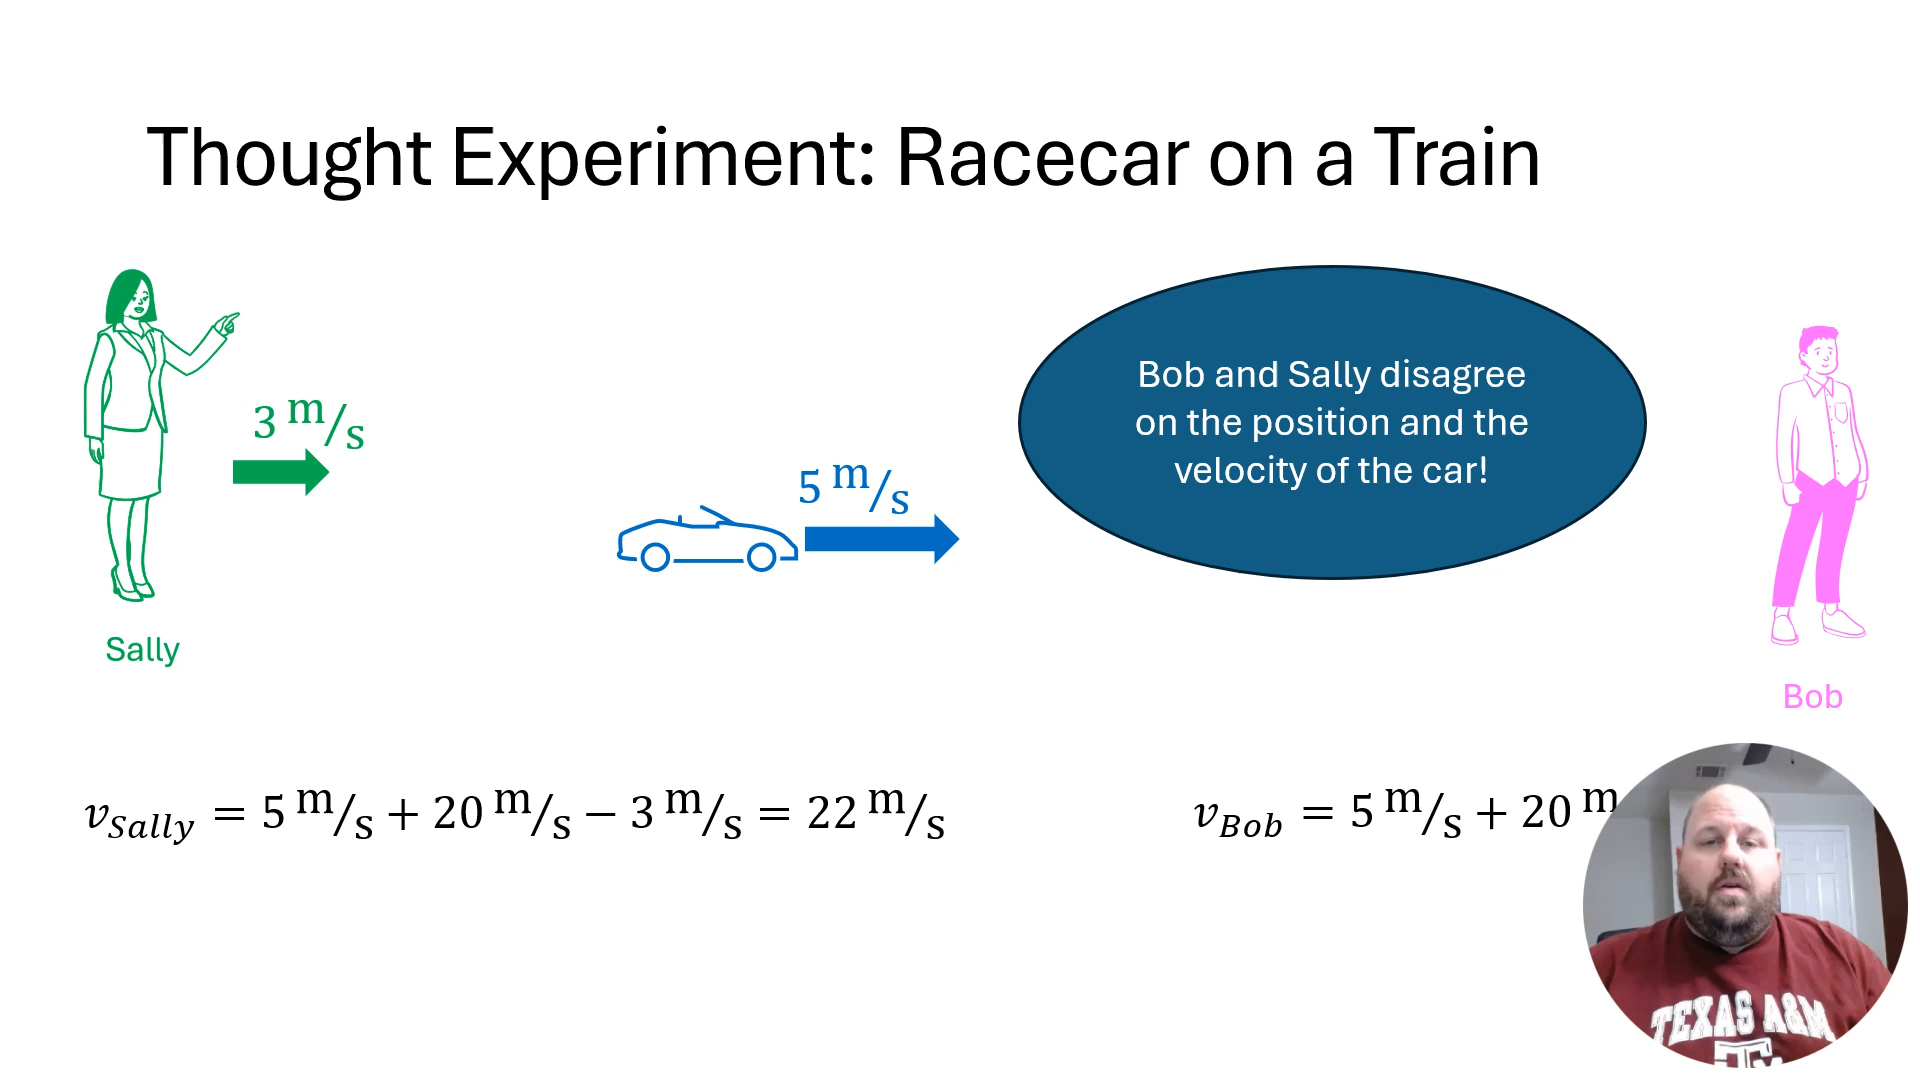 Thought Experiment: Racecar on a Train
3 m/s
5 m/s
Bob and Sally disagree
on the position and the
velocity of the car!
Sally
Bob
v_Sally = 5 m/s + 20 m/s − 3 m/s = 22 m/s
v_Bob = 5 m/s + 20 m
TEXAS A&M